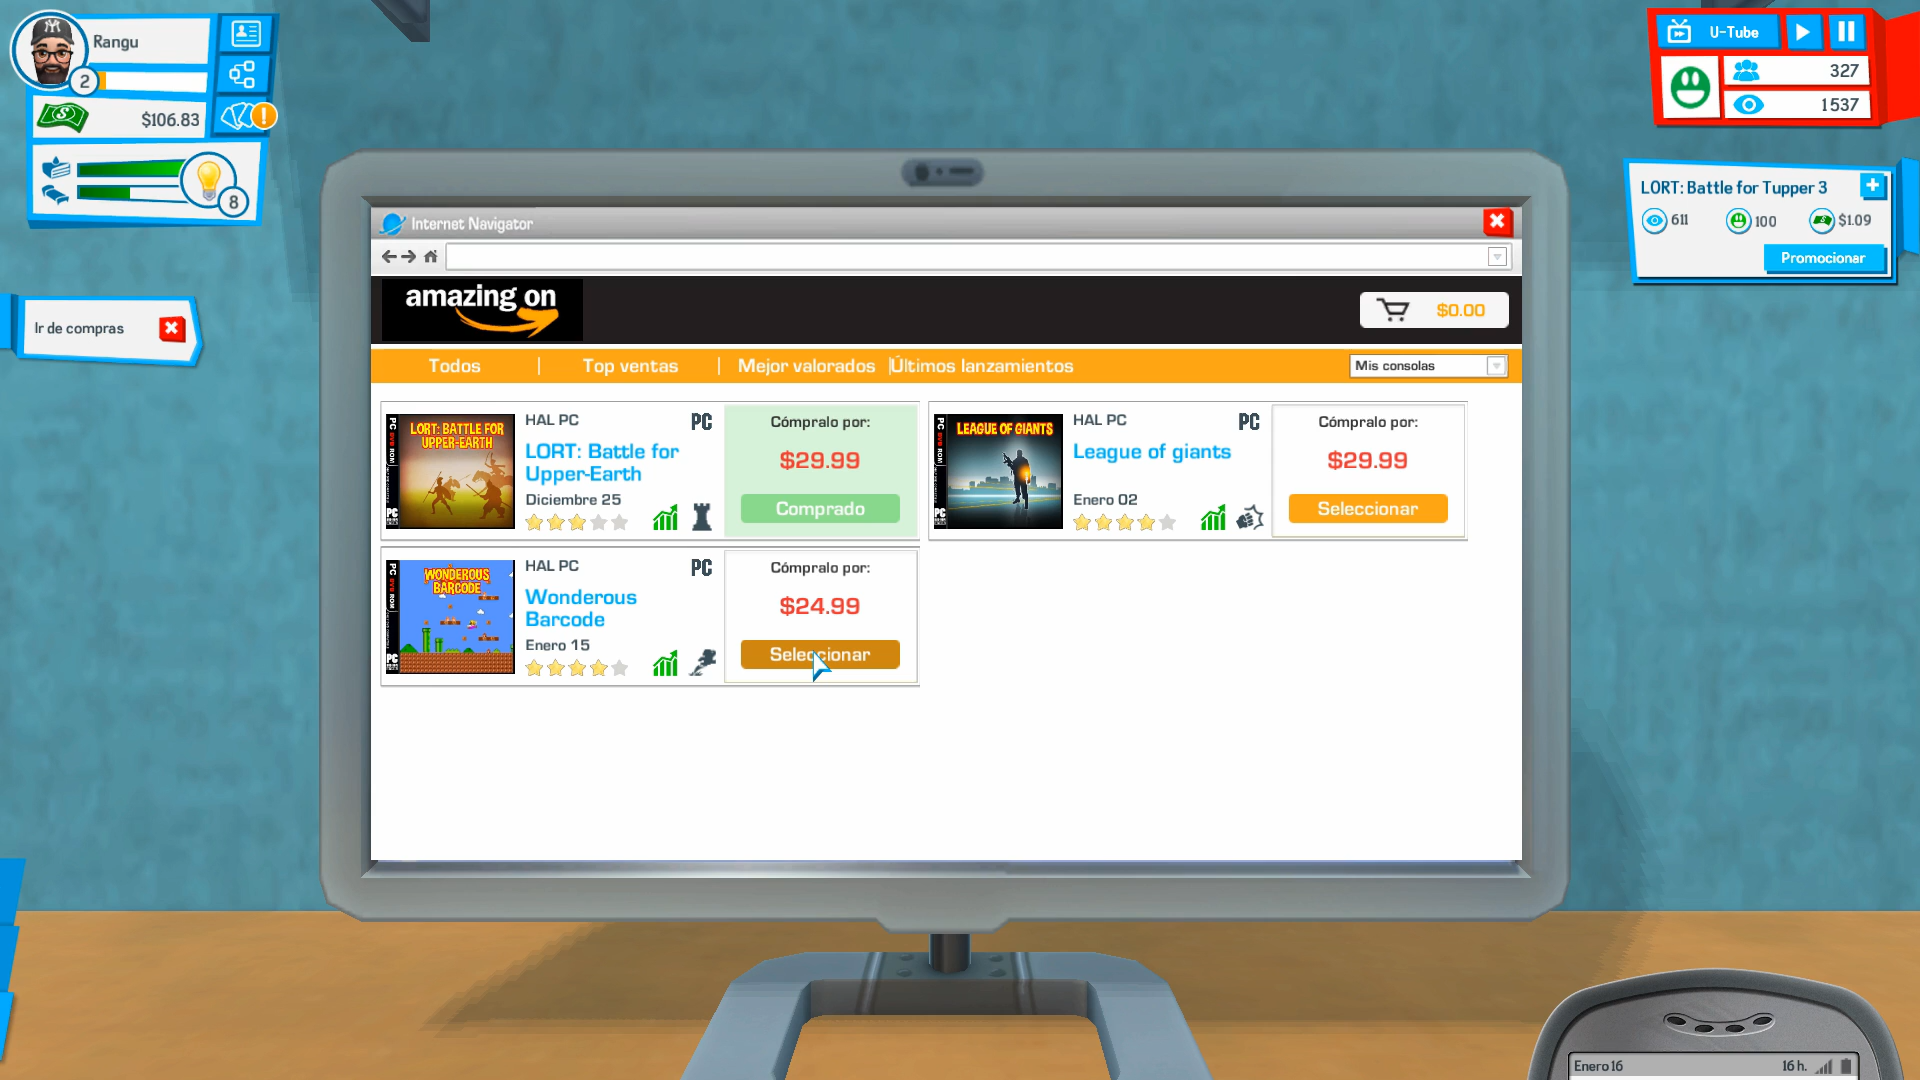 Rangu
2
$106.83
8
U-Tube
327
1537
LORT: Battle for Tupper 3
611
100
$1.09
Promocionar
Ir de compras
Internet Navigator
amazing on
$0.00
Todos
Top ventas
Mejor valorados
Últimos lanzamientos
Mis consolas
LORT: BATTLE FOR
UPPER-EARTH
HAL PC
PC
LORT: Battle for
Upper-Earth
Diciembre 25
Cómpralo por:
$29.99
Comprado
LEAGUE OF GIANTS
HAL PC
PC
League of giants
Enero 02
Cómpralo por:
$29.99
Seleccionar
WONDEROUS
BARCODE
HAL PC
PC
Wonderous
Barcode
Enero 15
Cómpralo por:
$24.99
Seleccionar
Enero 16
16 h.